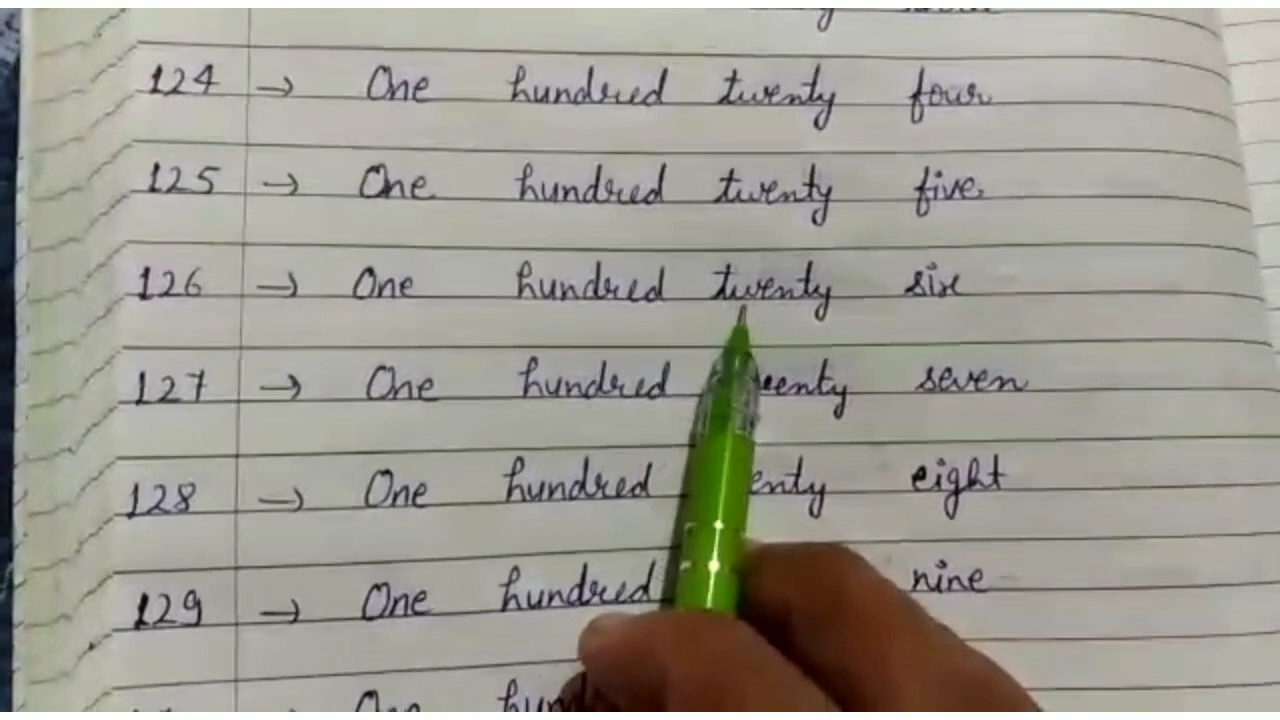 124 → One hundred twenty four
125 → One hundred twenty five
126 → One hundred twenty six
127 → One hundred seven
128 → One hundred eight
129 → One hundred nine
One